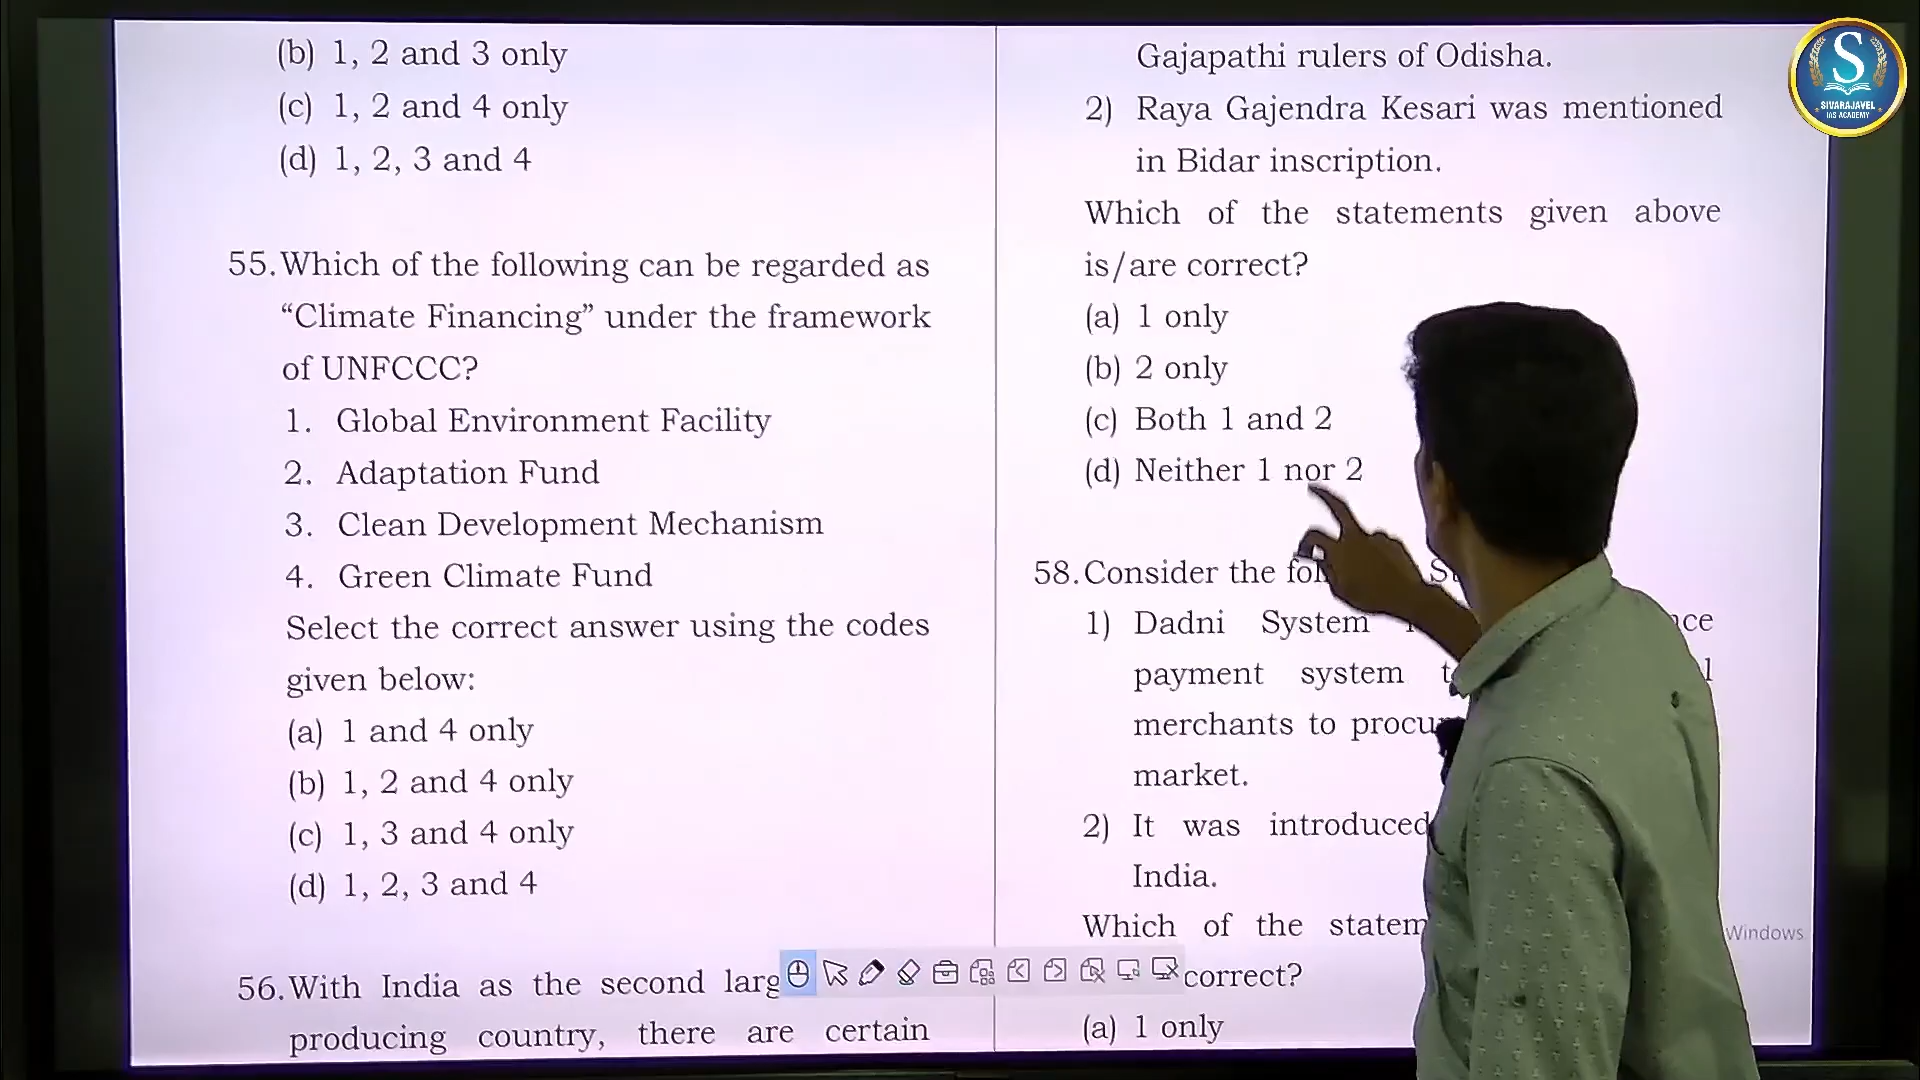 (b) 1, 2 and 3 only
(c) 1, 2 and 4 only
(d) 1, 2, 3 and 4
55. Which of the following can be regarded as
“Climate Financing” under the framework
of UNFCCC?
1. Global Environment Facility
2. Adaptation Fund
3. Clean Development Mechanism
4. Green Climate Fund
Select the correct answer using the codes
given below:
(a) 1 and 4 only
(b) 1, 2 and 4 only
(c) 1, 3 and 4 only
(d) 1, 2, 3 and 4
56. With India as the second larg
producing country, there are certain
Gajapathi rulers of Odisha.
2) Raya Gajendra Kesari was mentioned
in Bidar inscription.
Which of the statements given above
is/are correct?
(a) 1 only
(b) 2 only
(c) Both 1 and 2
(d) Neither 1 nor 2
58. Consider the fol
1) Dadni System
payment system
merchants to procu
market.
2) It was introduced
India.
Which of the statem
correct?
(a) 1 only
Windows
S
SIVARAJAVEL
IAS ACADEMY